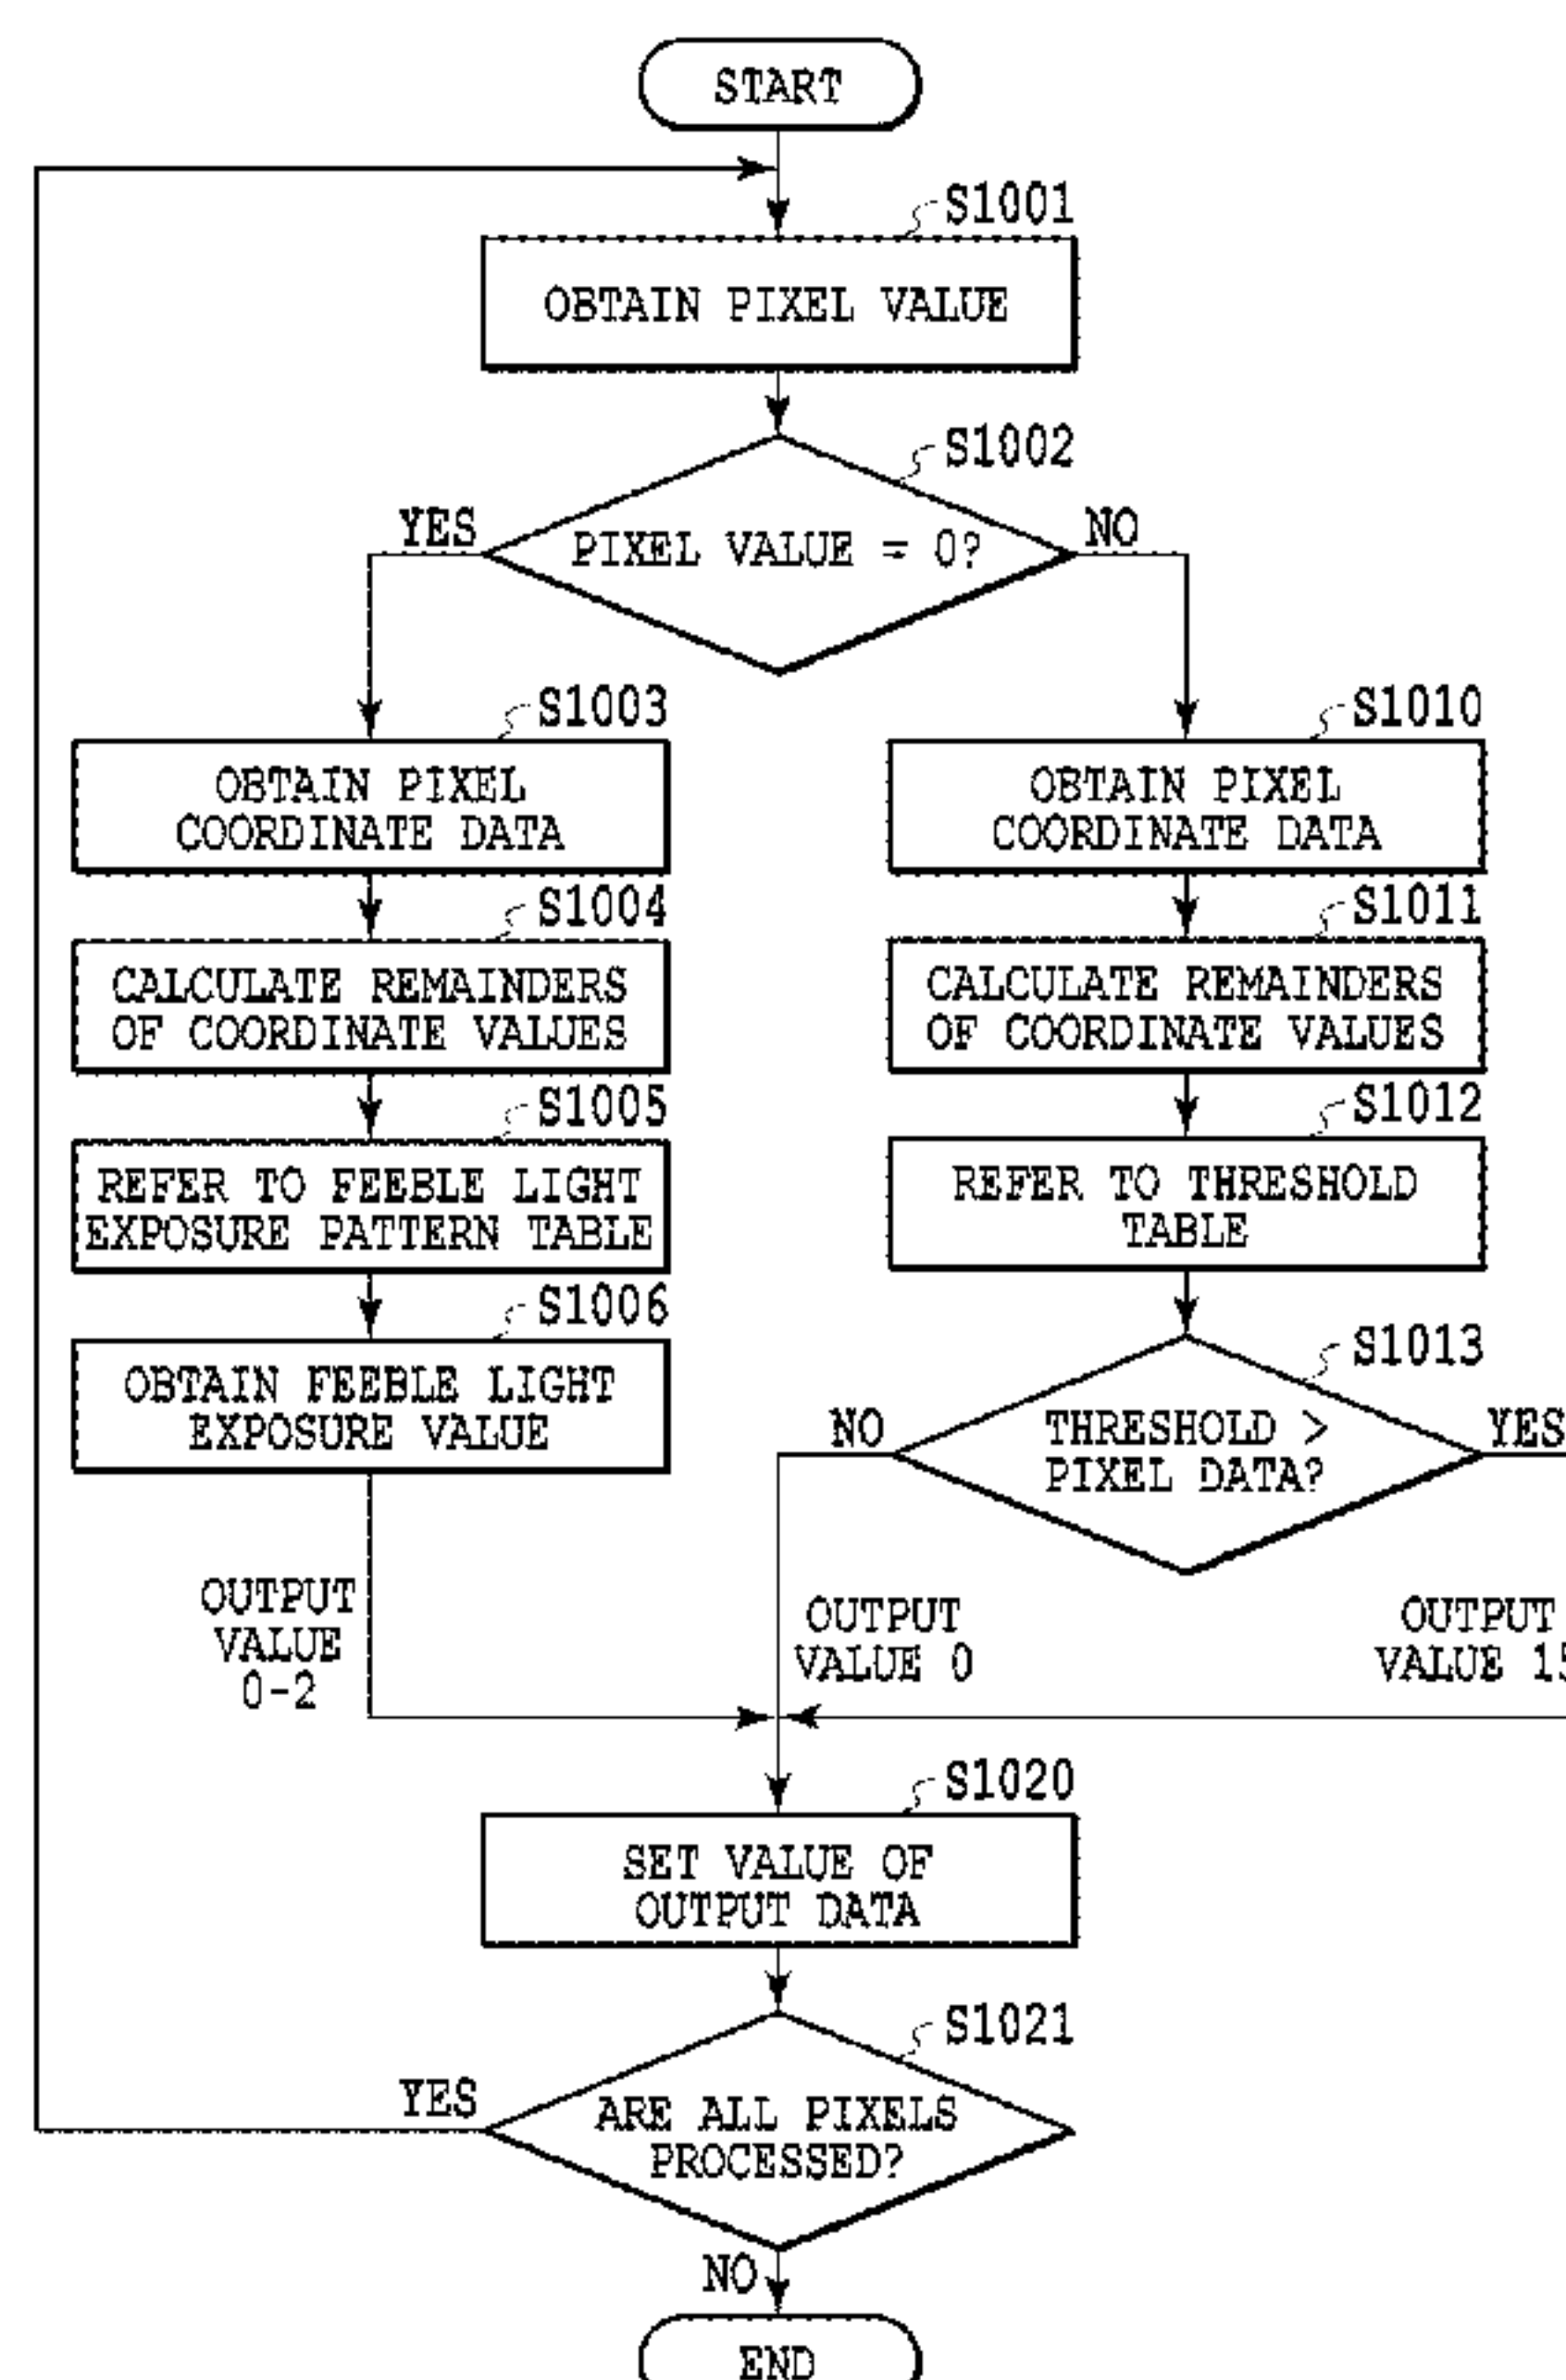 START
S1001
OBTAIN PIXEL VALUE
S1002
YES
PIXEL VALUE = 0?
NO
S1003
OBTAIN PIXEL
COORDINATE DATA
S1004
CALCULATE REMAINDERS
OF COORDINATE VALUES
S1005
REFER TO FEEBLE LIGHT
EXPOSURE PATTERN TABLE
S1006
OBTAIN FEEBLE LIGHT
EXPOSURE VALUE
OUTPUT
VALUE
0-2
S1010
OBTAIN PIXEL
COORDINATE DATA
S1011
CALCULATE REMAINDERS
OF COORDINATE VALUES
S1012
REFER TO THRESHOLD
TABLE
S1013
NO
THRESHOLD >
PIXEL DATA?
YES
OUTPUT
VALUE 0
OUTPUT
VALUE 15
S1020
SET VALUE OF
OUTPUT DATA
S1021
YES
ARE ALL PIXELS
PROCESSED?
NO
END